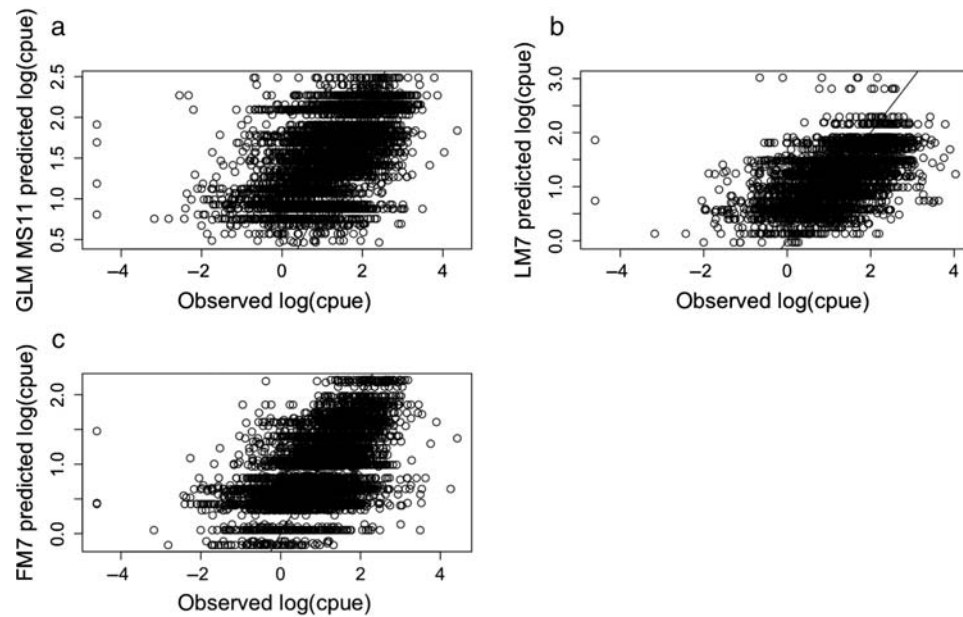 a
GLM MS11 predicted log(cpue)
2.5
2.0
1.5
1.0
0.5
−4 −2 0 2 4
Observed log(cpue)
b
LM7 predicted log(cpue)
3.0
2.0
1.0
0.0
−4 −2 0 2 4
Observed log(cpue)
c
FM7 predicted log(cpue)
2.0
1.0
0.0
−4 −2 0 2 4
Observed log(cpue)